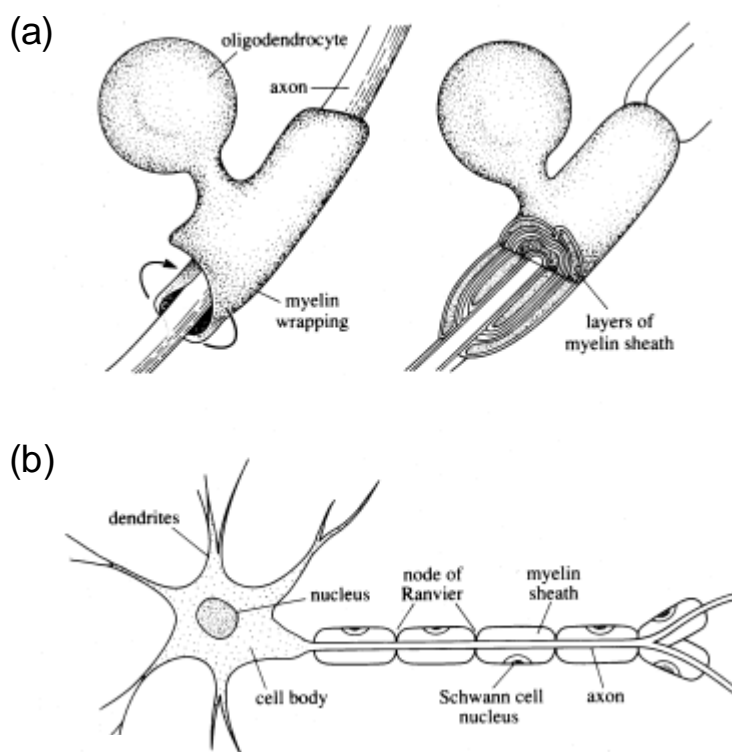 (a)
oligodendrocyte
axon
myelin
wrapping
layers of
myelin sheath
(b)
dendrites
nucleus
cell body
node of
Ranvier
myelin
sheath
Schwann cell
nucleus
axon